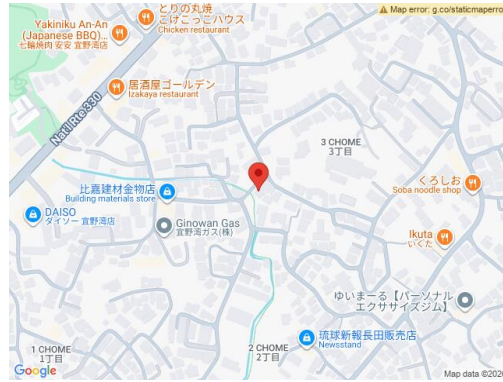 Map error: g.co/staticmaperro
とりの丸焼
こけこっこハウス
Chicken restaurant
Yakiniku An-An
(Japanese BBQ)...
七輪焼肉 安安 宜野湾...
居酒屋ゴールデン
Izakaya restaurant
Nat'l Rte 330
3 CHOME
3丁目
くろしお
Soba noodle shop
比嘉建材金物店
Building materials store
DAISO
ダイソー 宜野湾店
Ginowan Gas
宜野湾ガス(株)
Ikuta
いくた
ゆいまーる【パーソナル
エクササイズジム】
琉球新報長田販売店
Newsstand
1 CHOME
1丁目
2 CHOME
2丁目
Google
Map data ©202